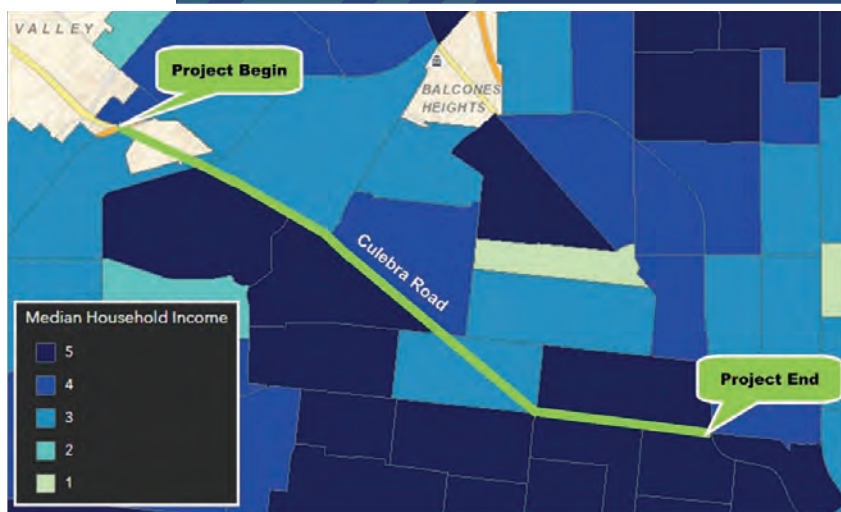 VALLEY
Project Begin
BALCONES
HEIGHTS
Culebra Road
Median Household Income
5
4
3
2
1
Project End